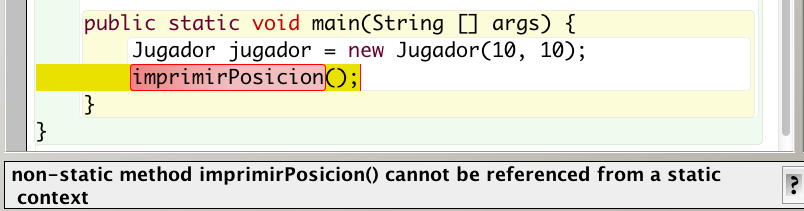 public static void main(String [] args) {
Jugador jugador = new Jugador(10, 10);
imprimirPosicion();
}
}
non-static method imprimirPosicion() cannot be referenced from a static
context
?